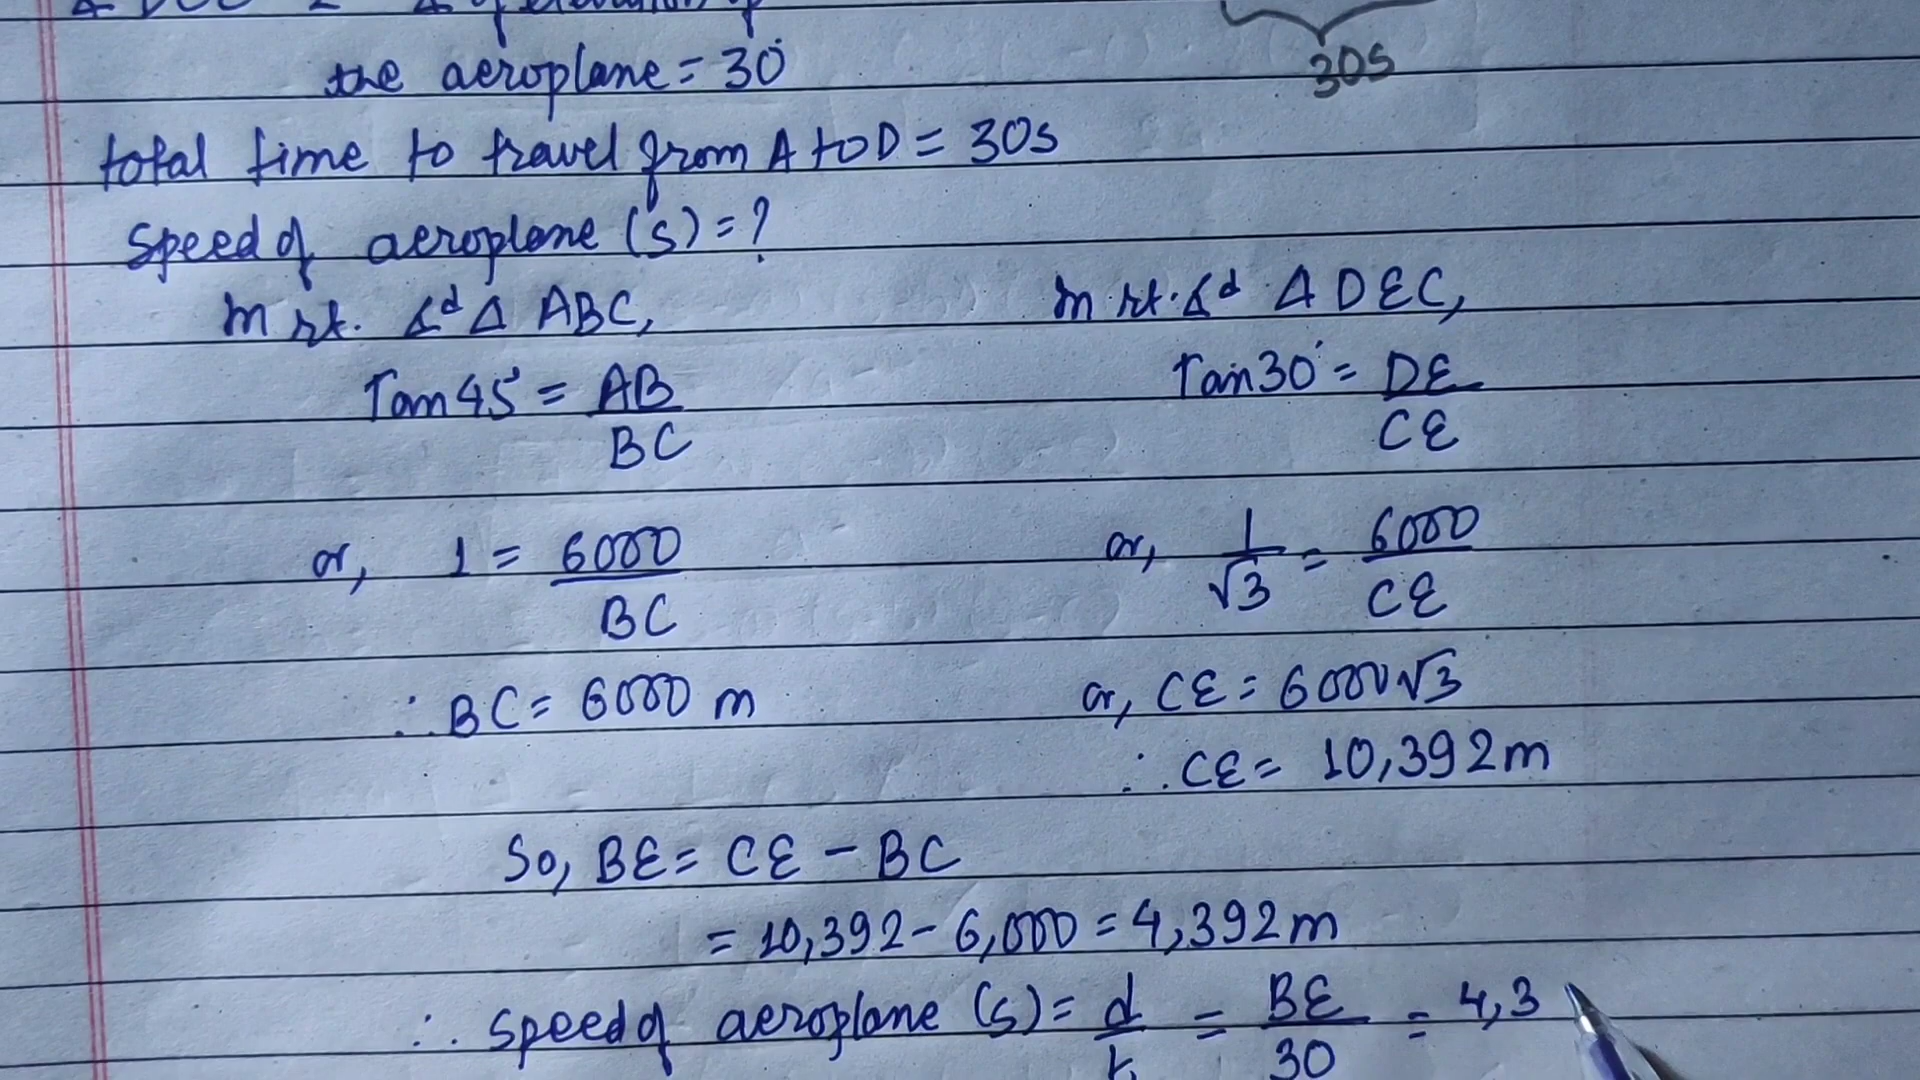 the aeroplane = 30°
30s
total time to travel from A to D = 30s
Speed of aeroplane (s) = ?
In rt. ∠d Δ ABC,
In rt. ∠d Δ DEC,
Tan 45° = AB/BC
Tan 30° = DE/CE
or, 1 = 6000/BC
or, 1/√3 = 6000/CE
∴ BC = 6000 m
or, CE = 6000√3
∴ CE = 10,392m
So, BE = CE - BC
= 10,392 - 6,000 = 4,392m
∴ Speed of aeroplane (s) = d/t = BE/30 = 4,3